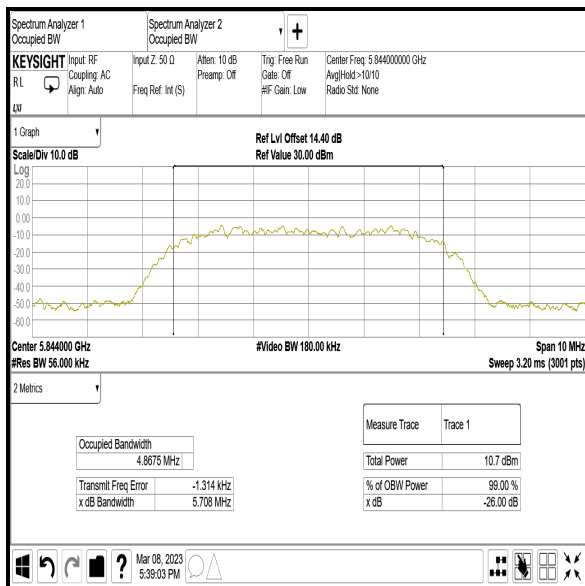 Spectrum Analyzer 1
Occupied BW
Spectrum Analyzer 2
Occupied BW
+
KEYSIGHT
RL
LXI
Input: RF
Coupling: AC
Align: Auto
Input Z: 50 Ω
Freq Ref: Int (S)
Atten: 10 dB
Preamp: Off
Trig: Free Run
Gate: Off
#IF Gain: Low
Center Freq: 5.844000000 GHz
Avg|Hold:>10/10
Radio Std: None
1 Graph
Scale/Div 10.0 dB
Ref Lvl Offset 14.40 dB
Ref Value 30.00 dBm
Log
20.0
10.0
0.00
-10.0
-20.0
-30.0
-40.0
-50.0
-60.0
Center 5.844000 GHz
#Video BW 180.00 kHz
Span 10 MHz
#Res BW 56.000 kHz
Sweep 3.20 ms (3001 pts)
2 Metrics
Occupied Bandwidth
4.8675 MHz
Transmit Freq Error -1.314 kHz
x dB Bandwidth 5.708 MHz
Measure Trace Trace 1
Total Power 10.7 dBm
% of OBW Power 99.00 %
x dB -26.00 dB
?
Mar 08, 2023
5:39:03 PM